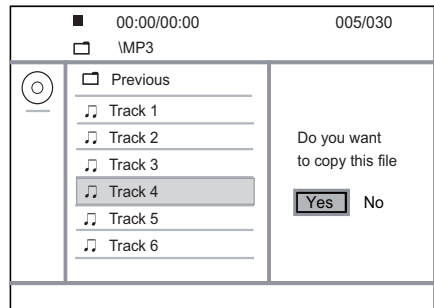 00:00/00:00 005/030
\MP3
Previous
Track 1
Track 2
Track 3
Track 4
Track 5
Track 6
Do you want
to copy this file
Yes No